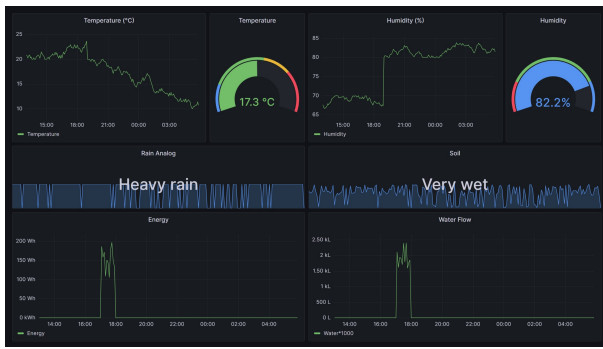 Temperature (°C)
25
20
15
10
15:00 18:00 21:00 00:00 03:00
Temperature
Temperature
17.3 °C
Humidity (%)
85
80
75
70
65
15:00 18:00 21:00 00:00 03:00
Humidity
Humidity
82.2%
Rain Analog
Heavy rain
Soil
Very wet
Energy
200 Wh
150 Wh
100 Wh
50 Wh
0 kWh
14:00 16:00 18:00 20:00 22:00 00:00 02:00 04:00
Energy
Water Flow
2.50 kL
2 kL
1.50 kL
1 kL
500 L
0 L
14:00 16:00 18:00 20:00 22:00 00:00 02:00 04:00
Water*1000